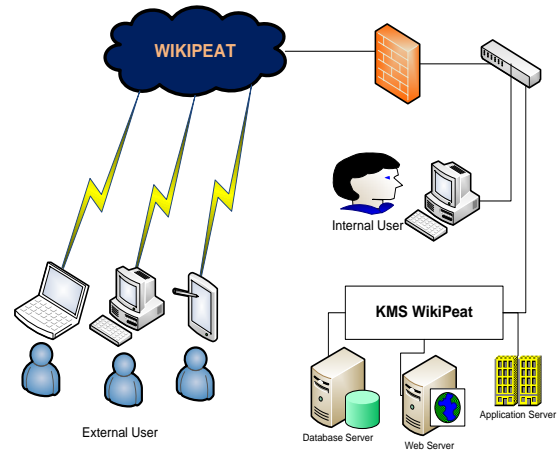 WIKIPEAT
Internal User
KMS WikiPeat
Database Server
Web Server
Application Server
External User